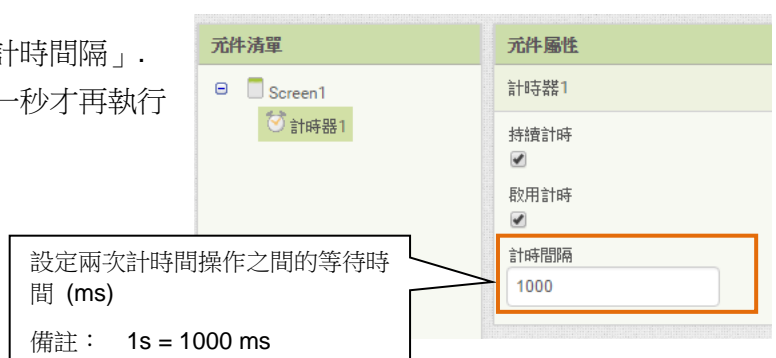 計時間隔」.
一秒才再執行
元件清單
Screen1
計時器1
元件屬性
計時器1
持續計時
啟用計時
計時間隔
1000
設定兩次計時間操作之間的等待時
間 (ms)
備註： 1s = 1000 ms